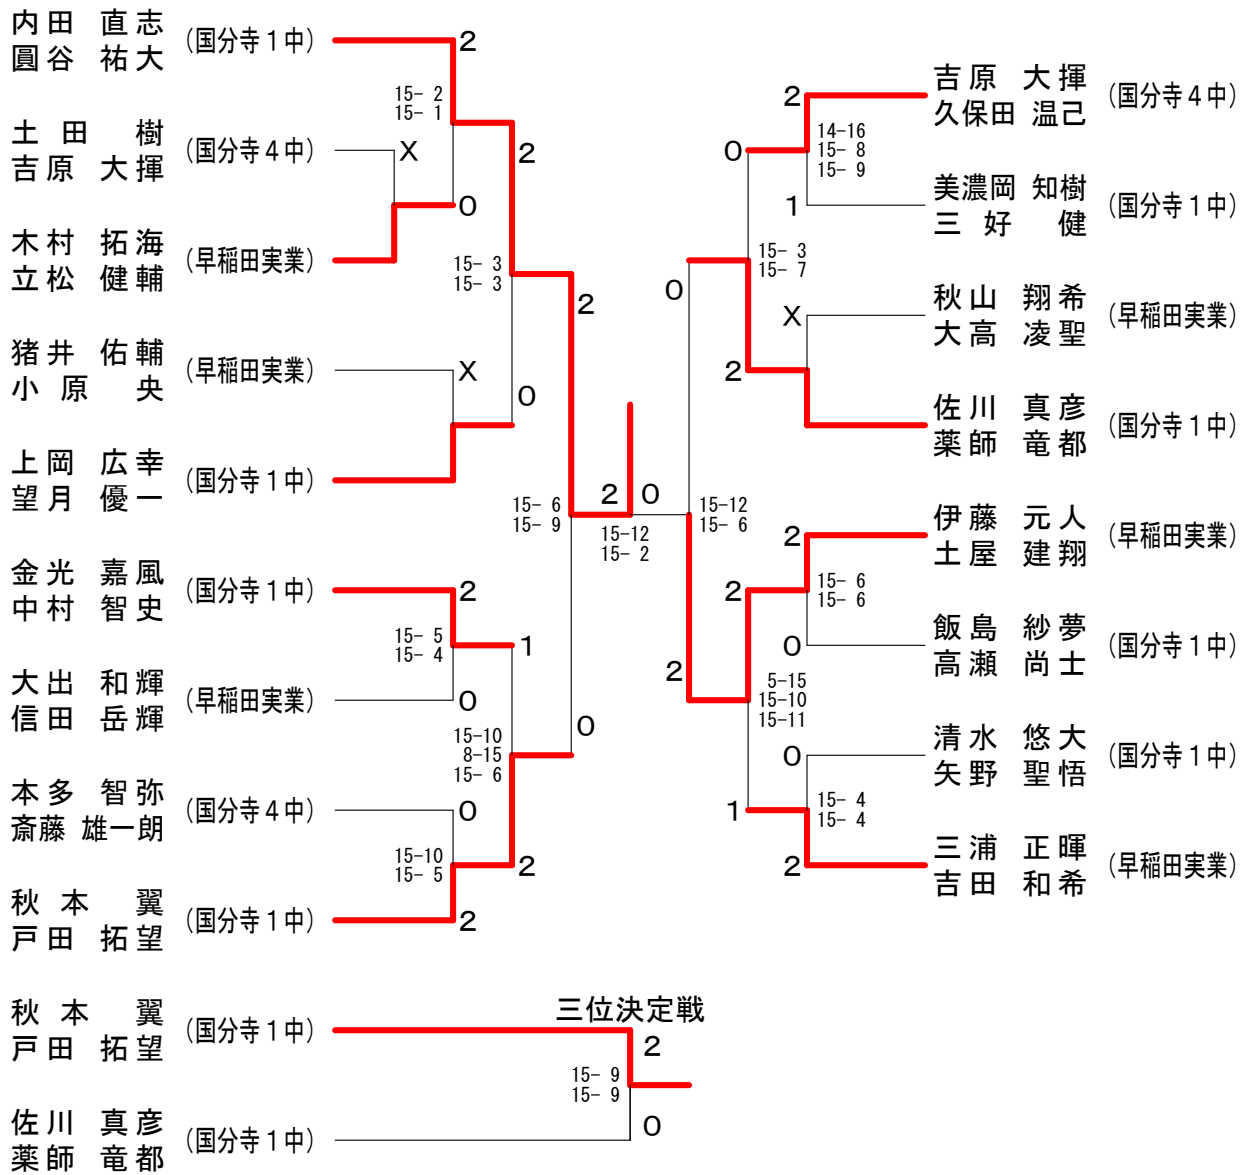 内田 直志
圓谷 祐大
(国分寺1中)
2
15- 2
15- 1
土田 樹
吉原 大揮
(国分寺4中)
X
2
0
木村 拓海
立松 健輔
(早稲田実業)
15- 3
15- 3
2
猪井 佑輔
小原 央
(早稲田実業)
X
0
上岡 広幸
望月 優一
(国分寺1中)
15- 6
15- 9
2
0
15-12
15- 2
金光 嘉風
中村 智史
(国分寺1中)
2
15- 5
15- 4
1
大出 和輝
信田 岳輝
(早稲田実業)
0
0
15-10
8-15
15- 6
本多 智弥
斎藤 雄一朗
(国分寺4中)
0
15-10
15- 5
2
秋本 翼
戸田 拓望
(国分寺1中)
2
2
吉原 大揮
久保田 温己
(国分寺4中)
0
14-16
15- 8
15- 9
1
美濃岡 知樹
三好 健
(国分寺1中)
15- 3
15- 7
0
X
秋山 翔希
大高 凌聖
(早稲田実業)
2
佐川 真彦
薬師 竜都
(国分寺1中)
15-12
15- 6
2
伊藤 元人
土屋 建翔
(早稲田実業)
2
15- 6
15- 6
0
飯島 紗夢
高瀬 尚士
(国分寺1中)
2
5-15
15-10
15-11
0
清水 悠大
矢野 聖悟
(国分寺1中)
1
15- 4
15- 4
2
三浦 正暉
吉田 和希
(早稲田実業)
三位決定戦
秋本 翼
戸田 拓望
(国分寺1中)
2
15- 9
15- 9
佐川 真彦
薬師 竜都
(国分寺1中)
0